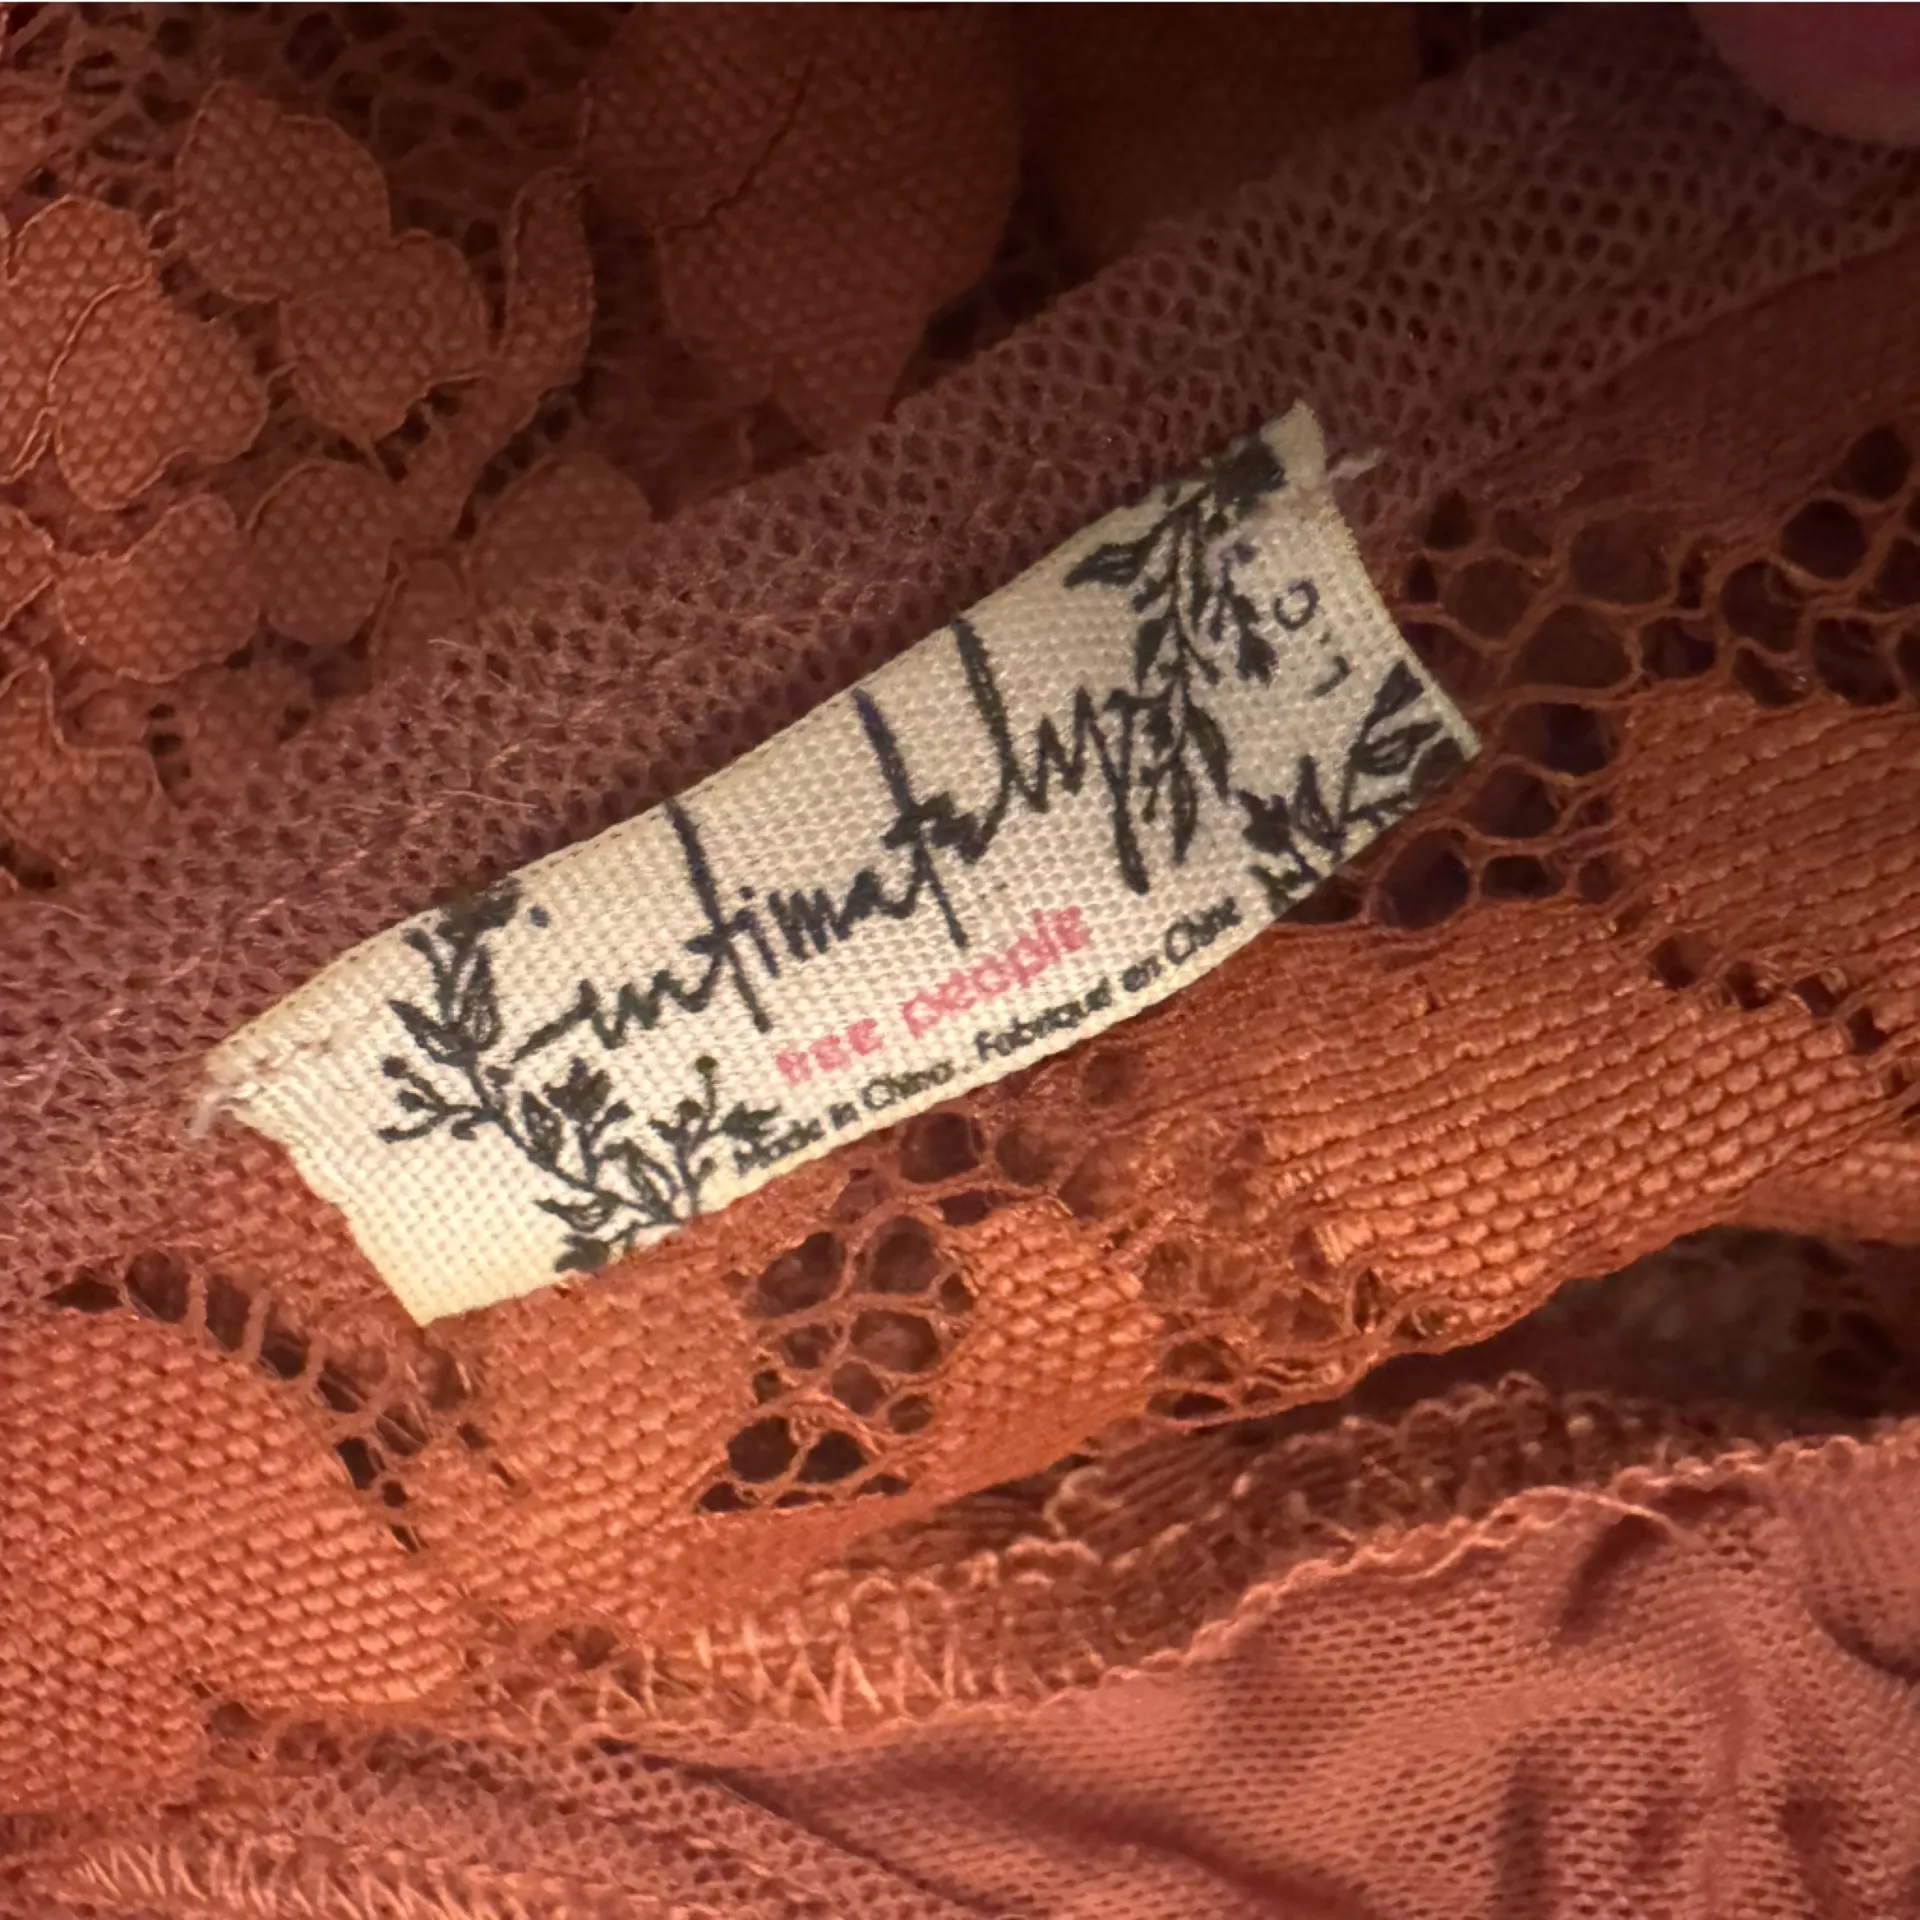 intimately
free people
Made in China. Fabriqué en Chine